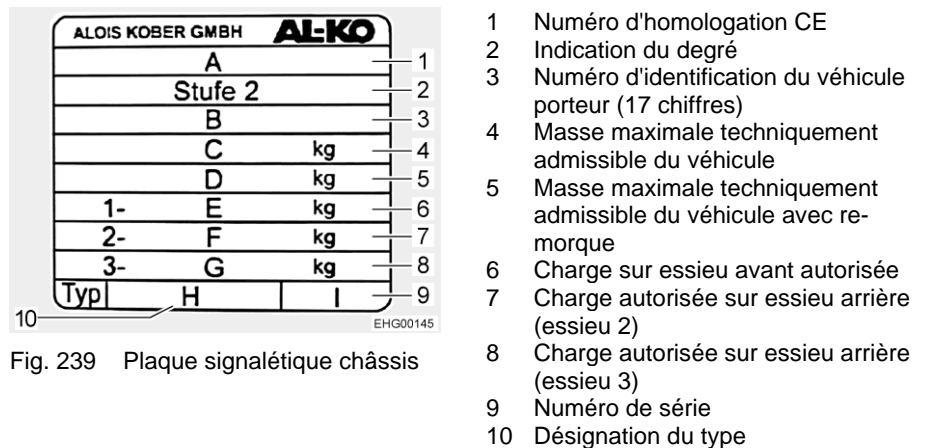 ALOIS KOBER GMBH AL-KO
A 1
Stufe 2 2
B 3
C kg 4
D kg 5
1- E kg 6
2- F kg 7
3- G kg 8
Typ H I 9
10
EHG00145
Fig. 239 Plaque signalétique châssis
1 Numéro d'homologation CE
2 Indication du degré
3 Numéro d'identification du véhicule
porteur (17 chiffres)
4 Masse maximale techniquement
admissible du véhicule
5 Masse maximale techniquement
admissible du véhicule avec re-
morque
6 Charge sur essieu avant autorisée
7 Charge autorisée sur essieu arrière
(essieu 2)
8 Charge autorisée sur essieu arrière
(essieu 3)
9 Numéro de série
10 Désignation du type